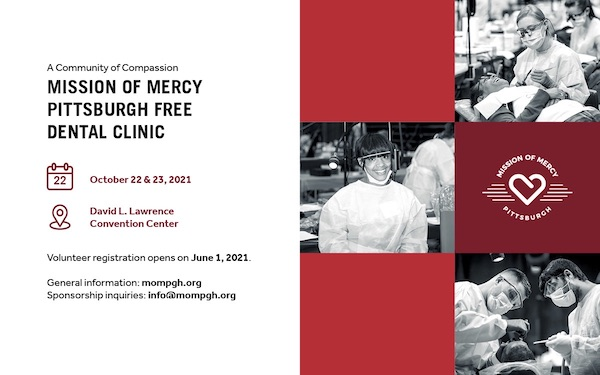 A Community of Compassion
MISSION OF MERCY
PITTSBURGH FREE
DENTAL CLINIC
22
October 22 & 23, 2021
David L. Lawrence
Convention Center
Volunteer registration opens on June 1, 2021.
General information: mompgh.org
Sponsorship inquiries: info@mompgh.org
MISSION OF MERCY
PITTSBURGH